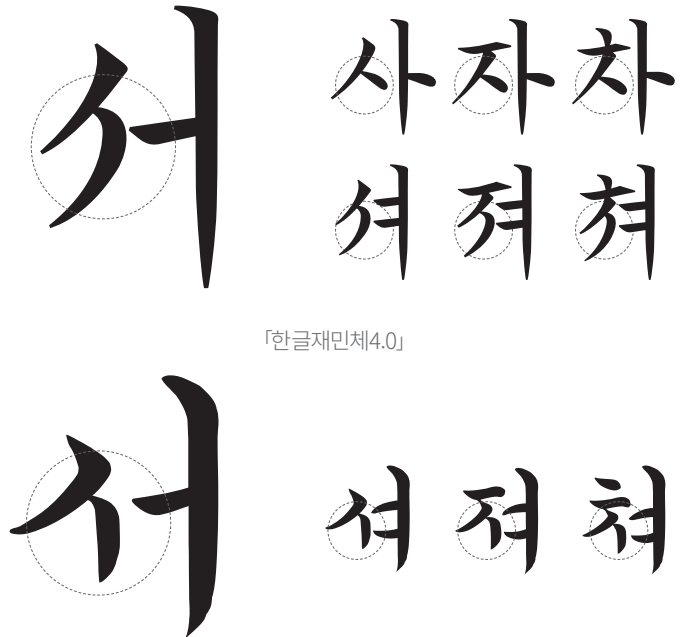 서
사 자 차
셔 져 쳐
「한글재민체4.0」
서
셔 져 쳐